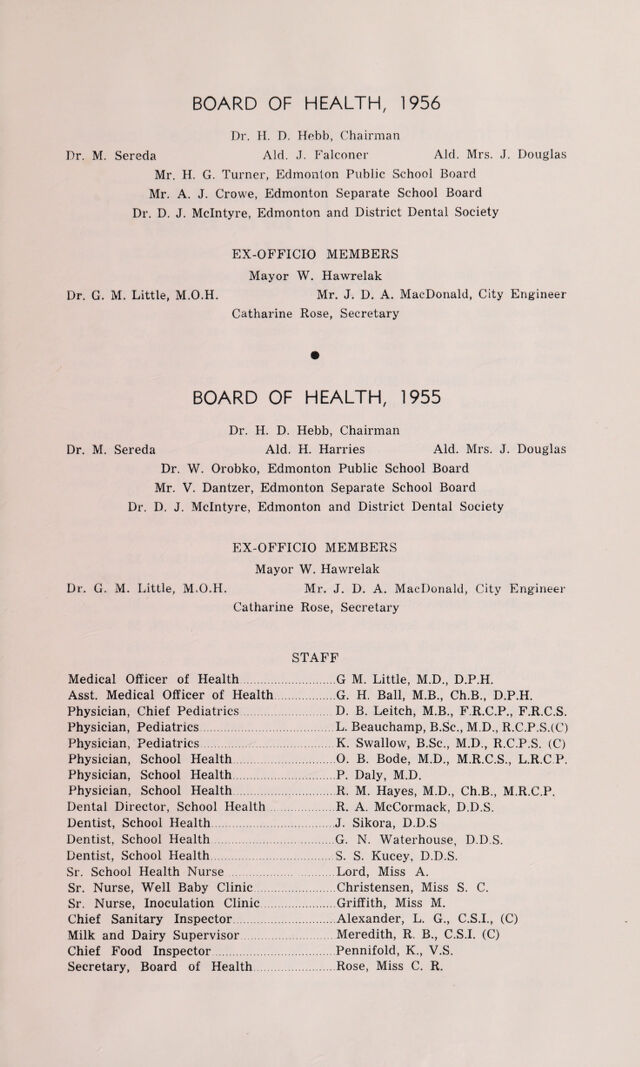 BOARD OF HEALTH, 1956
Dr. H. D. Hebb, Chairman
Dr. M. Sereda Ald. J. Falconer Ald. Mrs. J. Douglas
Mr. H. G. Turner, Edmonton Public School Board
Mr. A. J. Crowe, Edmonton Separate School Board
Dr. D. J. McIntyre, Edmonton and District Dental Society
EX-OFFICIO MEMBERS
Mayor W. Hawrelak
Dr. G. M. Little, M.O.H. Mr. J. D. A. MacDonald, City Engineer
Catharine Rose, Secretary
●
BOARD OF HEALTH, 1955
Dr. H. D. Hebb, Chairman
Dr. M. Sereda Ald. H. Harries Ald. Mrs. J. Douglas
Dr. W. Orobko, Edmonton Public School Board
Mr. V. Dantzer, Edmonton Separate School Board
Dr. D. J. McIntyre, Edmonton and District Dental Society
EX-OFFICIO MEMBERS
Mayor W. Hawrelak
Dr. G. M. Little, M.O.H. Mr. J. D. A. MacDonald, City Engineer
Catharine Rose, Secretary
STAFF
Medical Officer of Health..........G M. Little, M.D., D.P.H.
Asst. Medical Officer of Health..........G. H. Ball, M.B., Ch.B., D.P.H.
Physician, Chief Pediatrics..........D. B. Leitch, M.B., F.R.C.P., F.R.C.S.
Physician, Pediatrics..........L. Beauchamp, B.Sc., M.D., R.C.P.S.(C)
Physician, Pediatrics..........K. Swallow, B.Sc., M.D., R.C.P.S. (C)
Physician, School Health..........O. B. Bode, M.D., M.R.C.S., L.R.C P.
Physician, School Health..........P. Daly, M.D.
Physician, School Health..........R. M. Hayes, M.D., Ch.B., M.R.C.P.
Dental Director, School Health..........R. A. McCormack, D.D.S.
Dentist, School Health..........J. Sikora, D.D.S
Dentist, School Health..........G. N. Waterhouse, D.D.S.
Dentist, School Health..........S. S. Kucey, D.D.S.
Sr. School Health Nurse..........Lord, Miss A.
Sr. Nurse, Well Baby Clinic..........Christensen, Miss S. C.
Sr. Nurse, Inoculation Clinic..........Griffith, Miss M.
Chief Sanitary Inspector..........Alexander, L. G., C.S.I., (C)
Milk and Dairy Supervisor..........Meredith, R. B., C.S.I. (C)
Chief Food Inspector..........Pennifold, K., V.S.
Secretary, Board of Health..........Rose, Miss C. R.